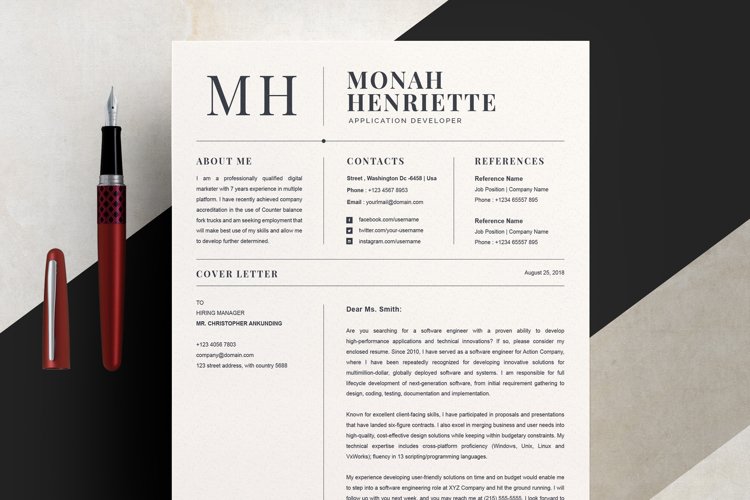 MH
MONAH
HENRIETTE
APPLICATION DEVELOPER
ABOUT ME
I am a professionally qualified digital
marketer with 7 years experience in multiple
platform. I have recently achieved company
accreditation in the use of Counter balance
fork trucks and am seeking employment that
will make best use of my skills and allow me
to develop further determined.
CONTACTS
Street , Washington Dc -6458 | Usa
Phone : +123 4567 8953
Email : yourimail@domain.com
facebook.com/username
twitter.com/your-username
instagram.com/username
REFERENCES
Reference Name
Job Position | Company Name
Phone : +1234 65557 895
Reference Name
Job Position | Company Name
Phone : +1234 65557 895
COVER LETTER
August 25, 2018
TO
HIRING MANAGER
MR. CHRISTOPHER ANKUNDING
+123 4056 7803
company@domain.com
123 street address, with country 5688
Dear Ms. Smith:
Are you searching for a software engineer with a proven ability to develop
high-performance applications and technical innovations? If so, please consider my
enclosed resume. Since 2010, I have served as a software engineer for Action Company,
where I have been repeatedly recognized for developing innovative solutions for
multimillion-dollar, globally deployed software and systems. I am responsible for full
lifecycle development of next-generation software, from initial requirement gathering to
design, coding, testing, documentation and implementation.
Known for excellent client-facing skills, I have participated in proposals and presentations
that have landed six-figure contracts. I also excel in merging business and user needs into
high-quality, cost-effective design solutions while keeping within budgetary constraints. My
technical expertise includes cross-platform proficiency (Windows, Unix, Linux and
VxWorks); fluency in 13 scripting/programming languages.
My experience developing user-friendly solutions on time and on budget would enable me
to step into a software engineering role at XYZ Company and hit the ground running. I will
follow up with you next week, and you may reach me at (215) 555-5555. I look forward to